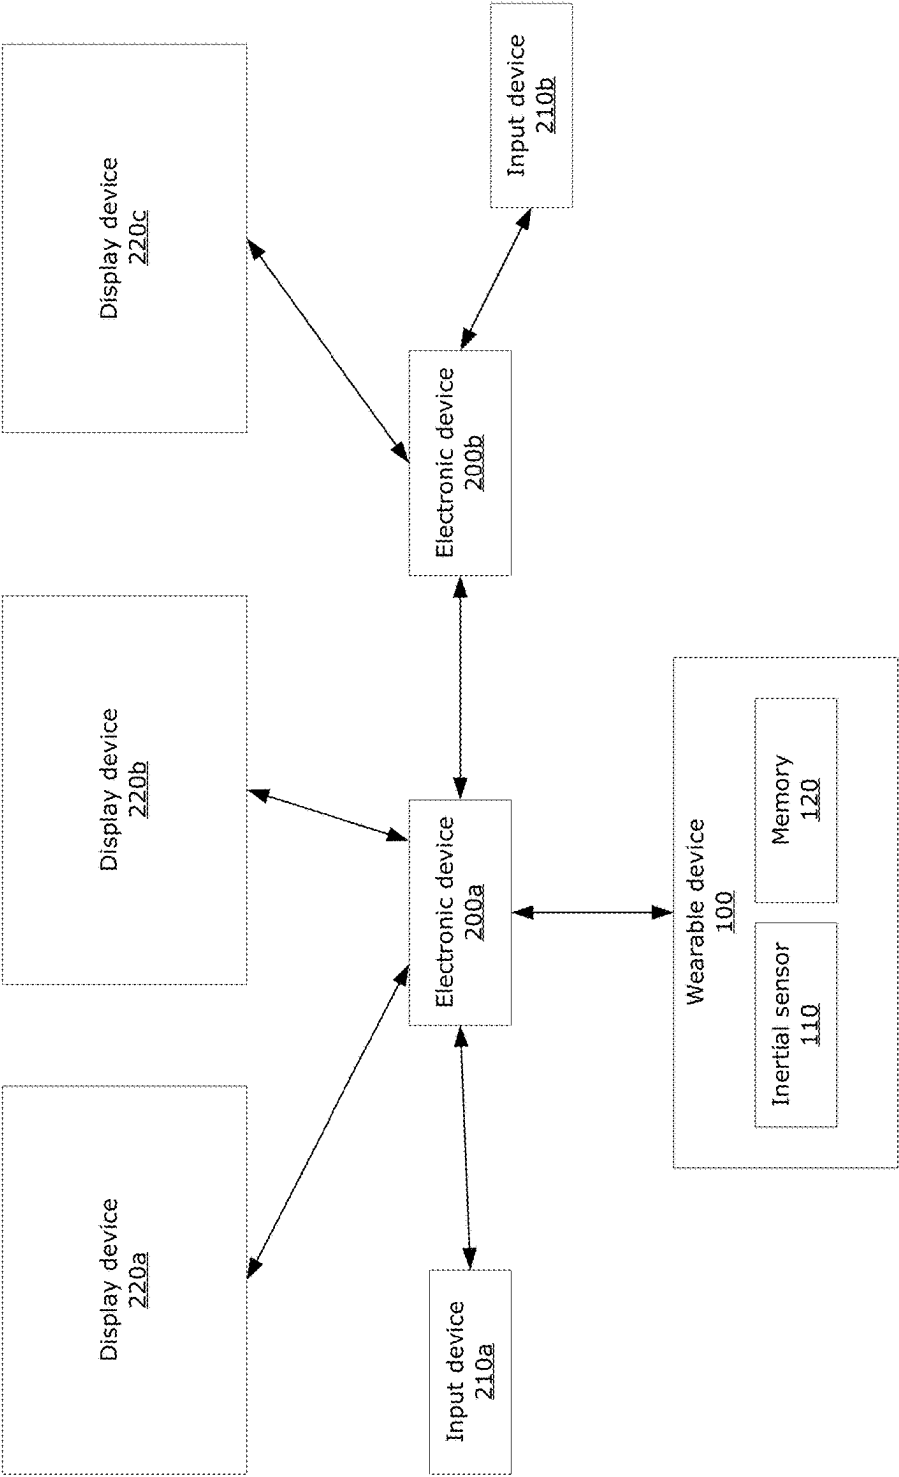 Display device
220a
Display device
220b
Display device
220c
Input device
210a
Electronic device
200a
Electronic device
200b
Input device
210b
Wearable device
100
Inertial sensor
110
Memory
120